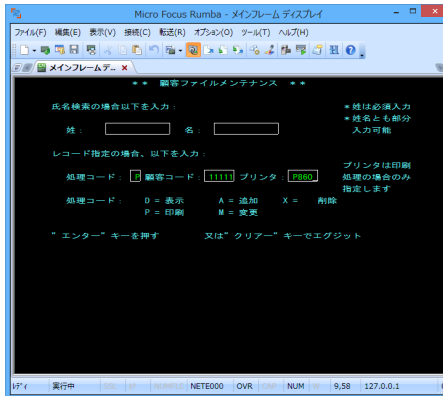 Micro Focus Rumba - メインフレーム ディスプレイ
ファイル(F) 編集(E) 表示(V) 接続(C) 転送(R) オプション(O) ツール(T) ヘルプ(H)
メインフレームデ... ×
＊＊ 顧客ファイルメンテナンス ＊＊
氏名検索の場合以下を入力：
＊姓は必須入力
＊姓名とも部分
入力可能
姓： 名：
レコード指定の場合、以下を入力：
プリンタは印刷
処理の場合のみ
指定します
処理コード： P 顧客コード： 11111 プリンタ： P860_
処理コード： D = 表示 A = 追加 X = 削除
P = 印刷 M = 変更
" エンター" キーを押す 又は" クリアー" キーでエグジット
ﾚﾃﾞｨ 実行中 NUMFLD NETE000 OVR CAP NUM W 9,58 127.0.0.1